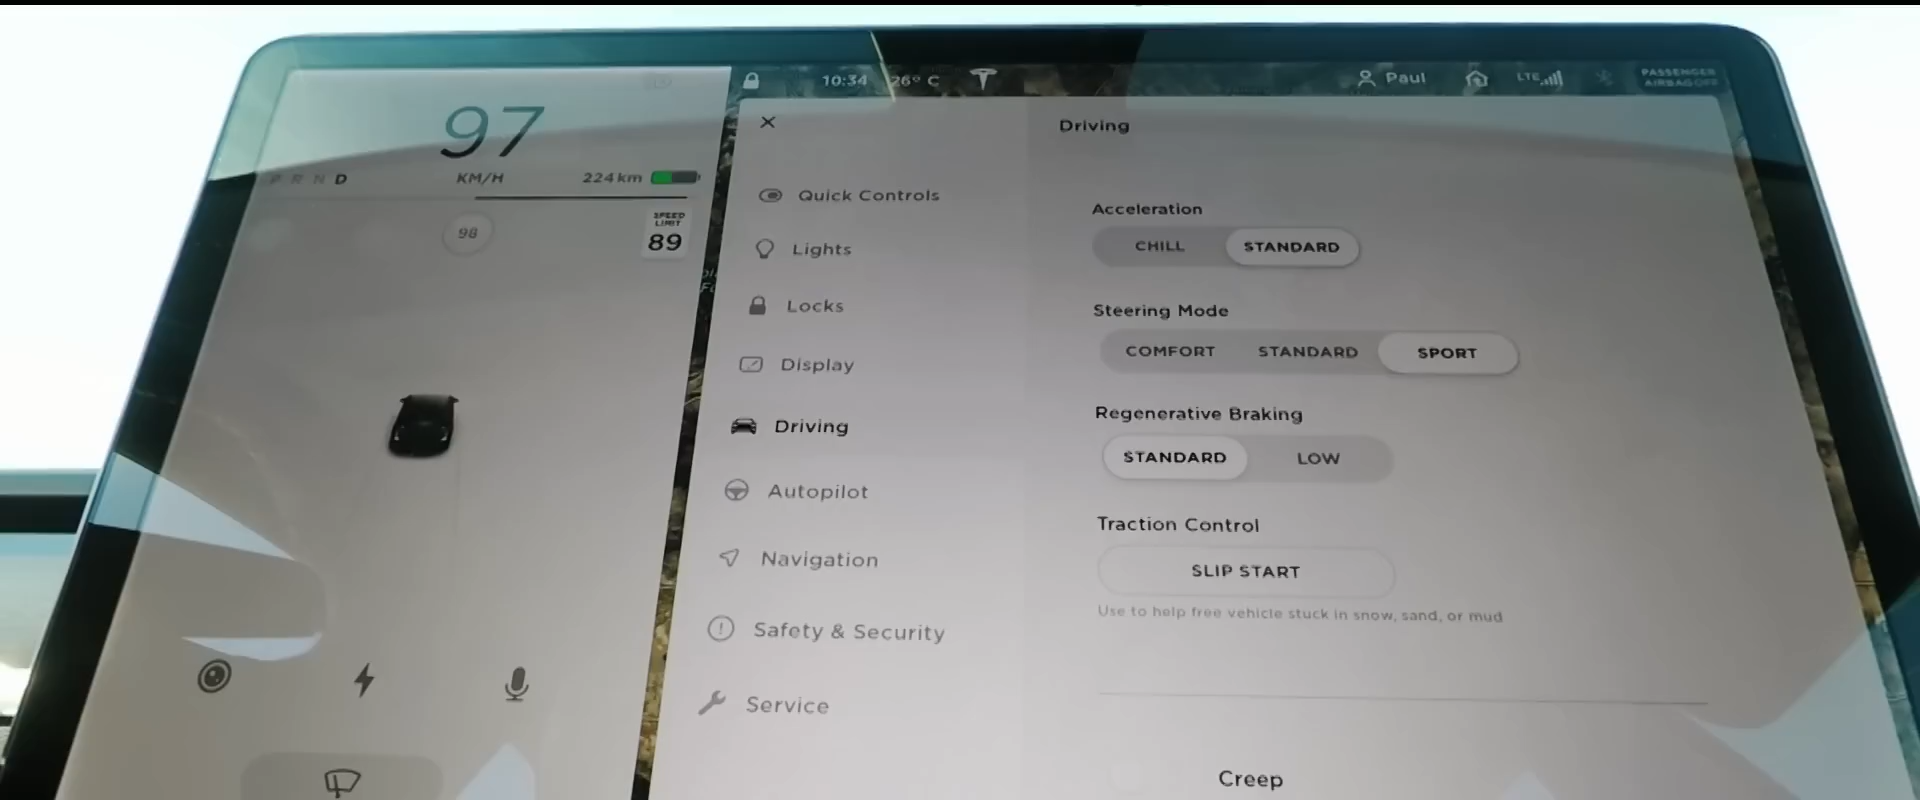 10:34 26° C Paul LTE PASSENGER
AIRBAG OFF
97
P R N D KM/H 224 km
98
SPEED
LIMIT
89
Quick Controls
Lights
Locks
Display
Driving
Autopilot
Navigation
Safety & Security
Service
Driving
Acceleration
CHILL STANDARD
Steering Mode
COMFORT STANDARD SPORT
Regenerative Braking
STANDARD LOW
Traction Control
SLIP START
Use to help free vehicle stuck in snow, sand, or mud
Creep